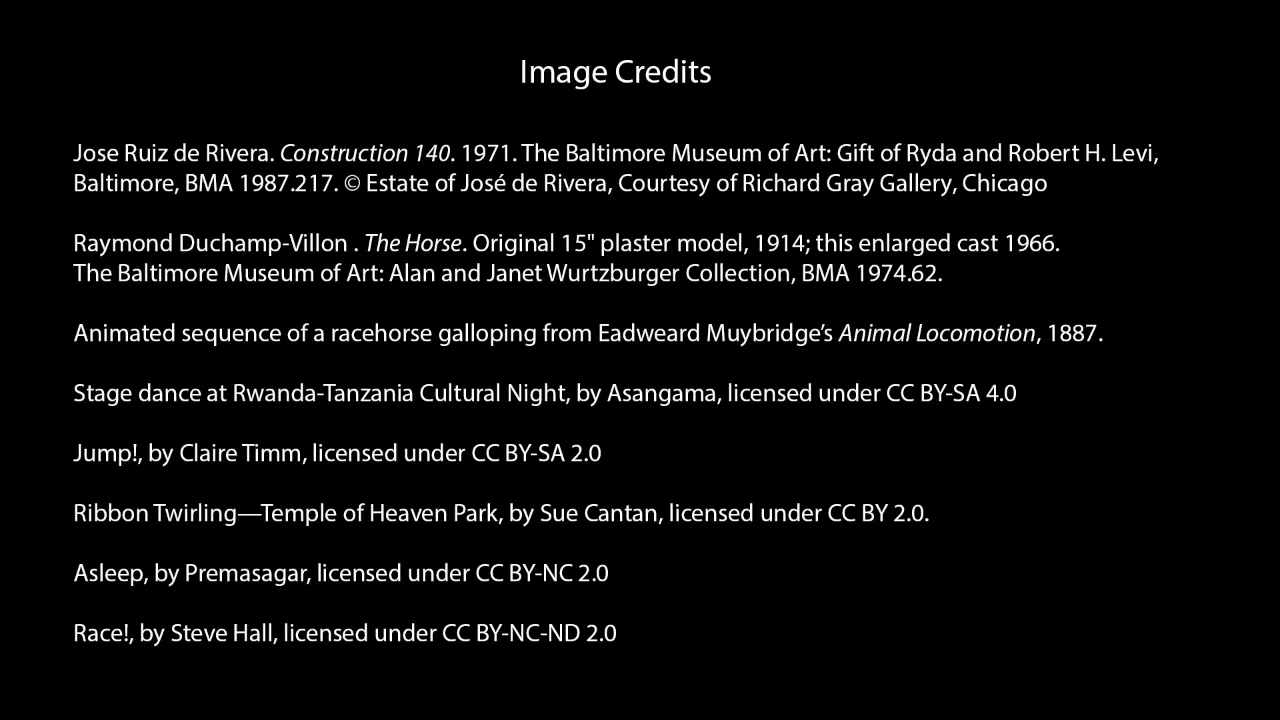 Image Credits
Jose Ruiz de Rivera. Construction 140. 1971. The Baltimore Museum of Art: Gift of Ryda and Robert H. Levi,
Baltimore, BMA 1987.217. © Estate of José de Rivera, Courtesy of Richard Gray Gallery, Chicago
Raymond Duchamp-Villon . The Horse. Original 15" plaster model, 1914; this enlarged cast 1966.
The Baltimore Museum of Art: Alan and Janet Wurtzburger Collection, BMA 1974.62.
Animated sequence of a racehorse galloping from Eadweard Muybridge’s Animal Locomotion, 1887.
Stage dance at Rwanda-Tanzania Cultural Night, by Asangama, licensed under CC BY-SA 4.0
Jump!, by Claire Timm, licensed under CC BY-SA 2.0
Ribbon Twirling—Temple of Heaven Park, by Sue Cantan, licensed under CC BY 2.0.
Asleep, by Premasagar, licensed under CC BY-NC 2.0
Race!, by Steve Hall, licensed under CC BY-NC-ND 2.0